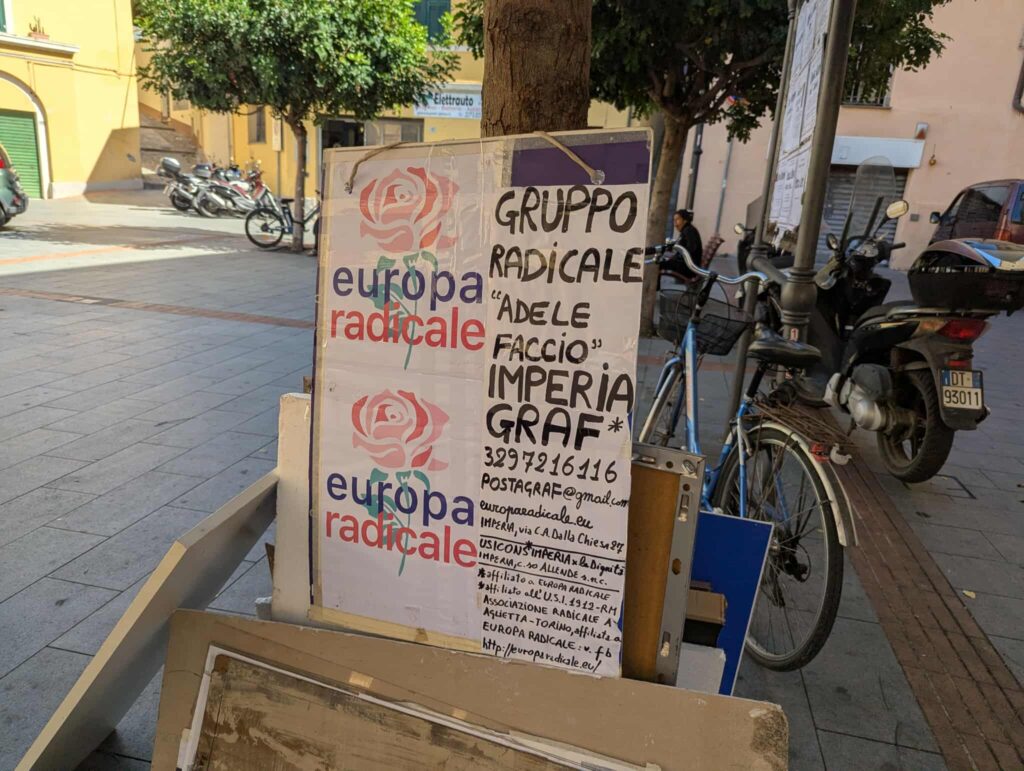 Elettrauto
europa
radicale
europa
radicale
GRUPPO
RADICALE
"ADELE
FACCIO"
IMPERIA
GRAF*
3297216116
POSTAGRAF@gmail.com
europaradicale.eu
IMPERIA, via C.A. Dalla Chiesa 87
USICONS*IMPERIA x la Dignità
IMPERIA, c.so ALLENDE s.n.c.
*affiliato a EUROPA RADICALE
*affiliato all'U.S.I. 1912-RM
ASSOCIAZIONE RADICALE A-
GLIETTA-TORINO, affiliata a
EUROPA RADICALE: v. fb
http://europaradicale.eu/
DT
93011